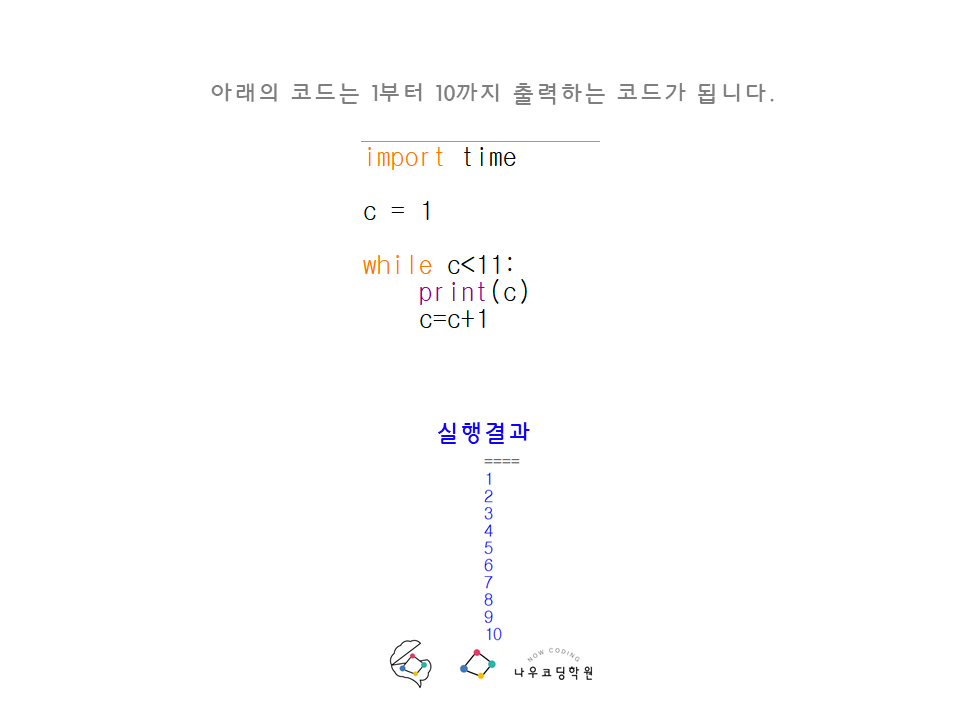 아래의 코드는 1부터 10까지 출력하는 코드가 됩니다.
import time
c = 1
while c<11:
    print(c)
    c=c+1
실행결과
====
1
2
3
4
5
6
7
8
9
10
NOW CODING
나우코딩학원